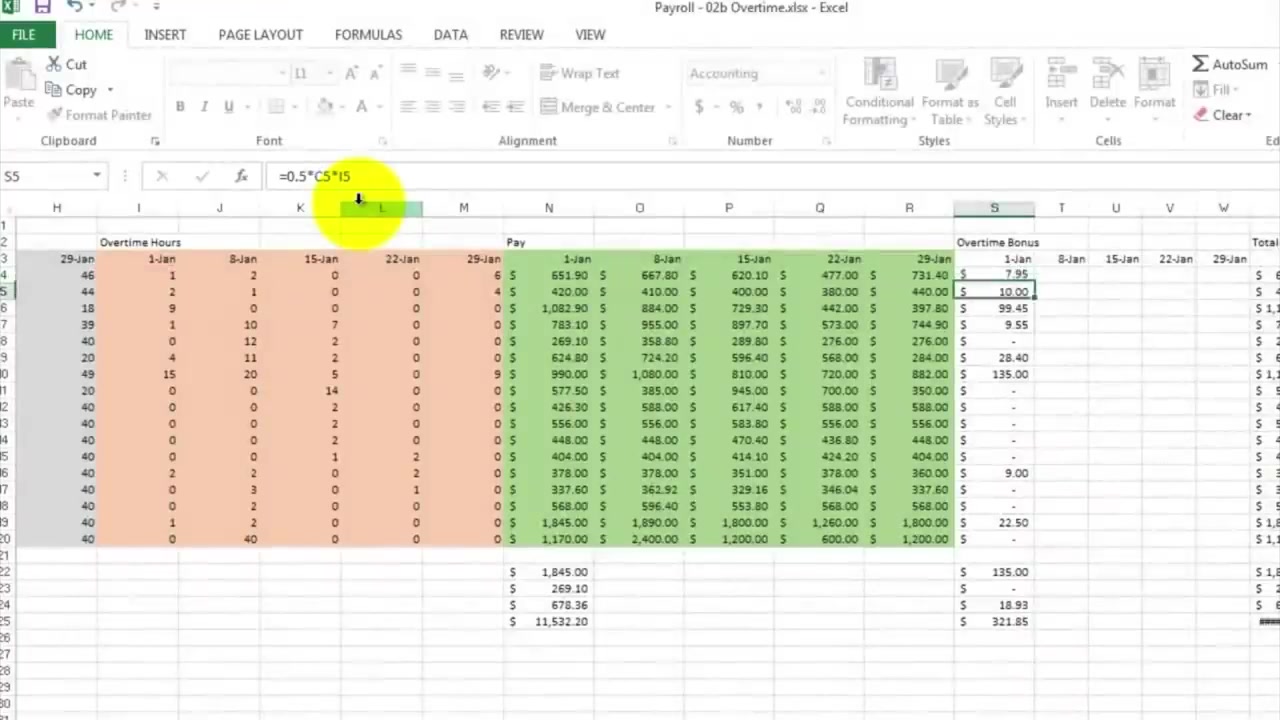 Payroll - 02b Overtime.xlsx - Excel
FILE HOME INSERT PAGE LAYOUT FORMULAS DATA REVIEW VIEW
Cut 11 A A Wrap Text Accounting AutoSum
Paste Copy Fill
Format Painter B I U A Merge & Center $ % , Conditional Formatting Format as Table Cell Styles Insert Delete Format Clear
Clipboard Font Alignment Number Styles Cells Ed
S5 fx =0.5*C5*I5
H I J K L M N O P Q R S T U V W
1
2 Overtime Hours Pay Overtime Bonus Total
3 29-Jan 1-Jan 8-Jan 15-Jan 22-Jan 29-Jan 1-Jan 8-Jan 15-Jan 22-Jan 29-Jan 1-Jan 8-Jan 15-Jan 22-Jan 29-Jan
4 46 1 2 0 0 6 $ 651.90 $ 667.80 $ 620.10 $ 477.00 $ 731.40 $ 7.95 $
5 44 2 1 0 0 4 $ 420.00 $ 410.00 $ 400.00 $ 380.00 $ 440.00 $ 10.00 $
6 18 9 0 0 0 0 $ 1,082.90 $ 884.00 $ 729.30 $ 442.00 $ 397.80 $ 99.45 $ 1,1
7 39 1 10 7 0 0 $ 783.10 $ 955.00 $ 897.70 $ 573.00 $ 744.90 $ 9.55 $
8 40 0 12 2 0 0 $ 269.10 $ 358.80 $ 289.80 $ 276.00 $ 276.00 $ - $
9 20 4 11 2 0 0 $ 624.80 $ 724.20 $ 596.40 $ 568.00 $ 284.00 $ 28.40 $
10 49 15 20 5 0 9 $ 990.00 $ 1,080.00 $ 810.00 $ 720.00 $ 882.00 $ 135.00 $ 1,1
11 20 0 0 14 0 0 $ 577.50 $ 385.00 $ 945.00 $ 700.00 $ 350.00 $ - $
12 40 0 0 2 0 0 $ 426.30 $ 588.00 $ 617.40 $ 588.00 $ 588.00 $ - $
13 40 0 0 2 0 0 $ 556.00 $ 556.00 $ 583.80 $ 556.00 $ 556.00 $ - $
14 40 0 0 2 0 0 $ 448.00 $ 448.00 $ 470.40 $ 436.80 $ 448.00 $ - $
15 40 0 0 1 2 0 $ 404.00 $ 404.00 $ 414.10 $ 424.20 $ 404.00 $ - $
16 40 2 2 0 2 0 $ 378.00 $ 378.00 $ 351.00 $ 378.00 $ 360.00 $ 9.00 $
17 40 0 3 0 1 0 $ 337.60 $ 362.92 $ 329.16 $ 346.04 $ 337.60 $ - $
18 40 0 2 0 0 0 $ 568.00 $ 596.40 $ 553.80 $ 568.00 $ 568.00 $ - $
19 40 1 2 0 0 0 $ 1,845.00 $ 1,890.00 $ 1,800.00 $ 1,260.00 $ 1,800.00 $ 22.50 $ 1,8
20 40 0 40 0 0 0 $ 1,170.00 $ 2,400.00 $ 1,200.00 $ 600.00 $ 1,200.00 $ - $ 1,1
21
22 $ 1,845.00 $ 135.00 $ 1,8
23 $ 269.10 $ - $ 2
24 $ 678.36 $ 18.93 $ 6
25 $ 11,532.20 $ 321.85 ####
26
27
28
29
30